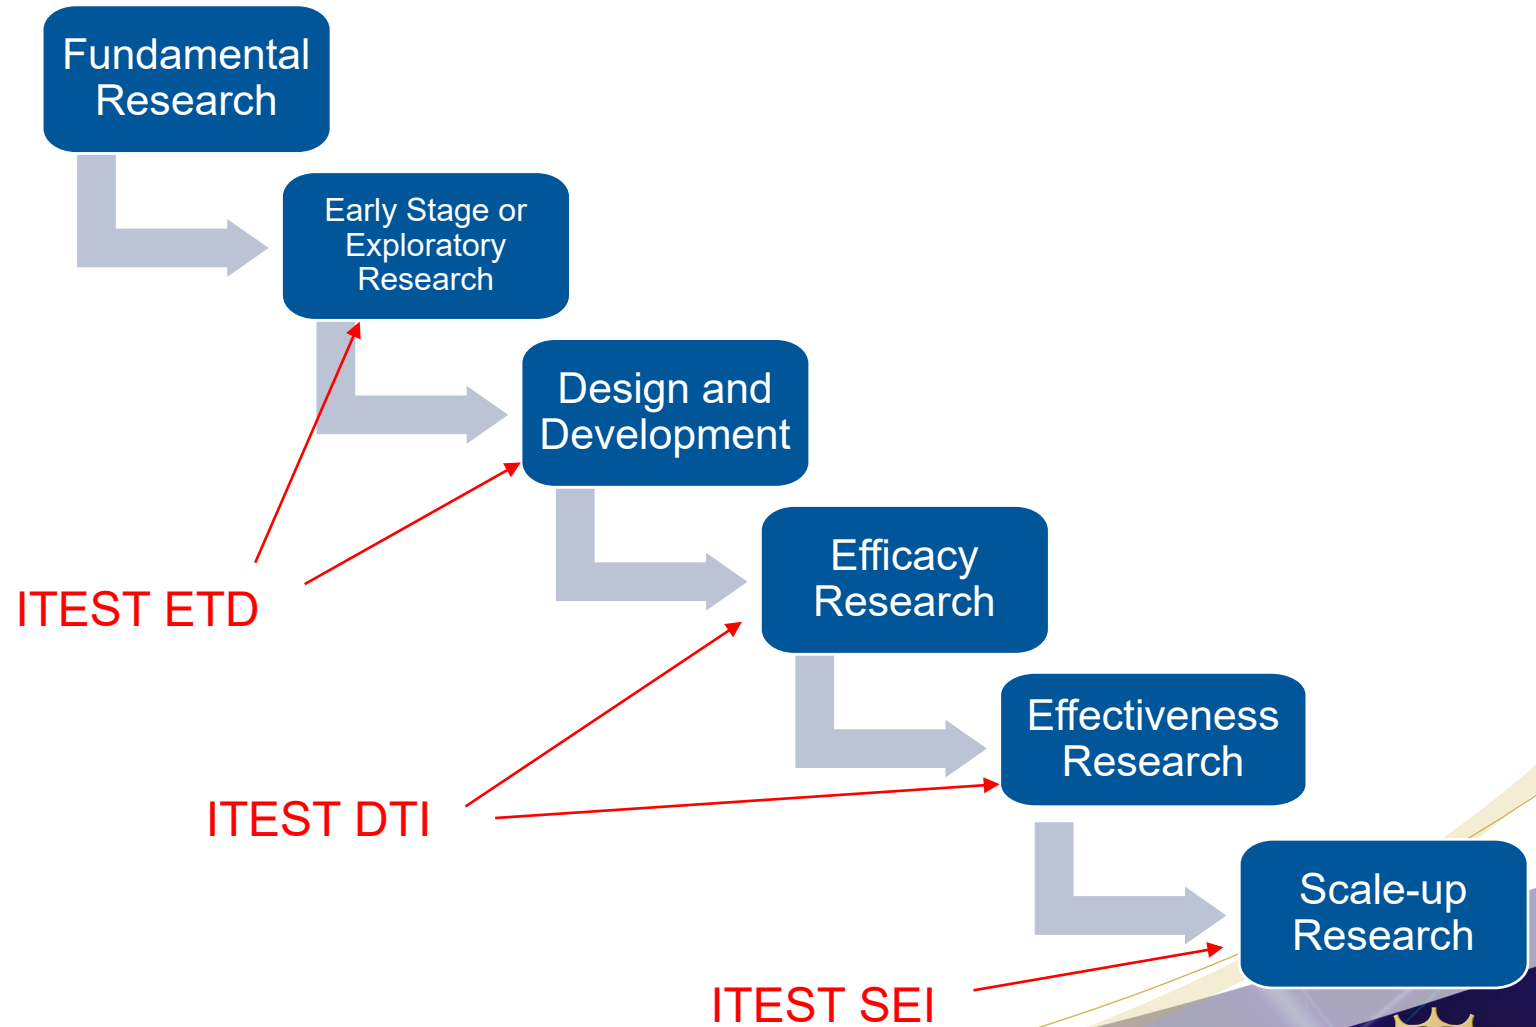 Fundamental
Research
Early Stage or
Exploratory
Research
Design and
Development
Efficacy
Research
ITEST ETD
Effectiveness
Research
ITEST DTI
Scale-up
Research
ITEST SEI